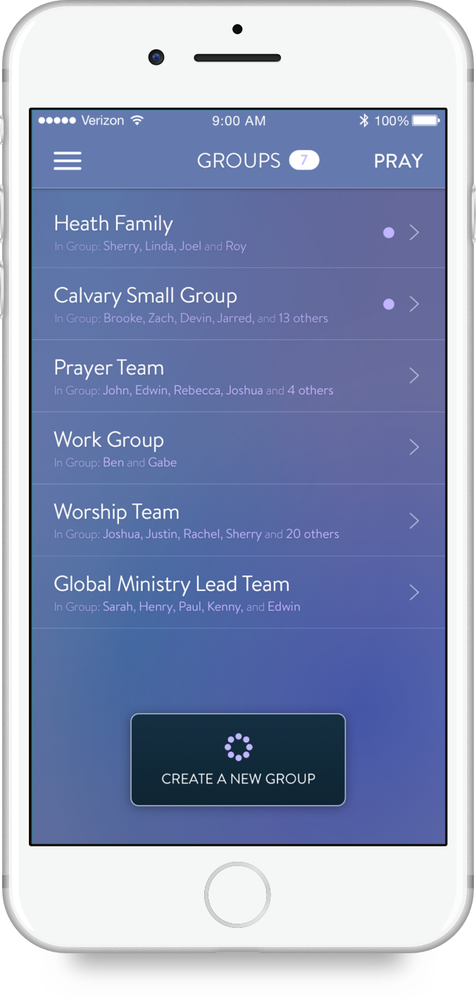 Verizon 9:00 AM 100%
GROUPS 7 PRAY
Heath Family
In Group: Sherry, Linda, Joel and Roy
Calvary Small Group
In Group: Brooke, Zach, Devin, Jarred, and 13 others
Prayer Team
In Group: John, Edwin, Rebecca, Joshua and 4 others
Work Group
In Group: Ben and Gabe
Worship Team
In Group: Joshua, Justin, Rachel, Sherry and 20 others
Global Ministry Lead Team
In Group: Sarah, Henry, Paul, Kenny, and Edwin
CREATE A NEW GROUP